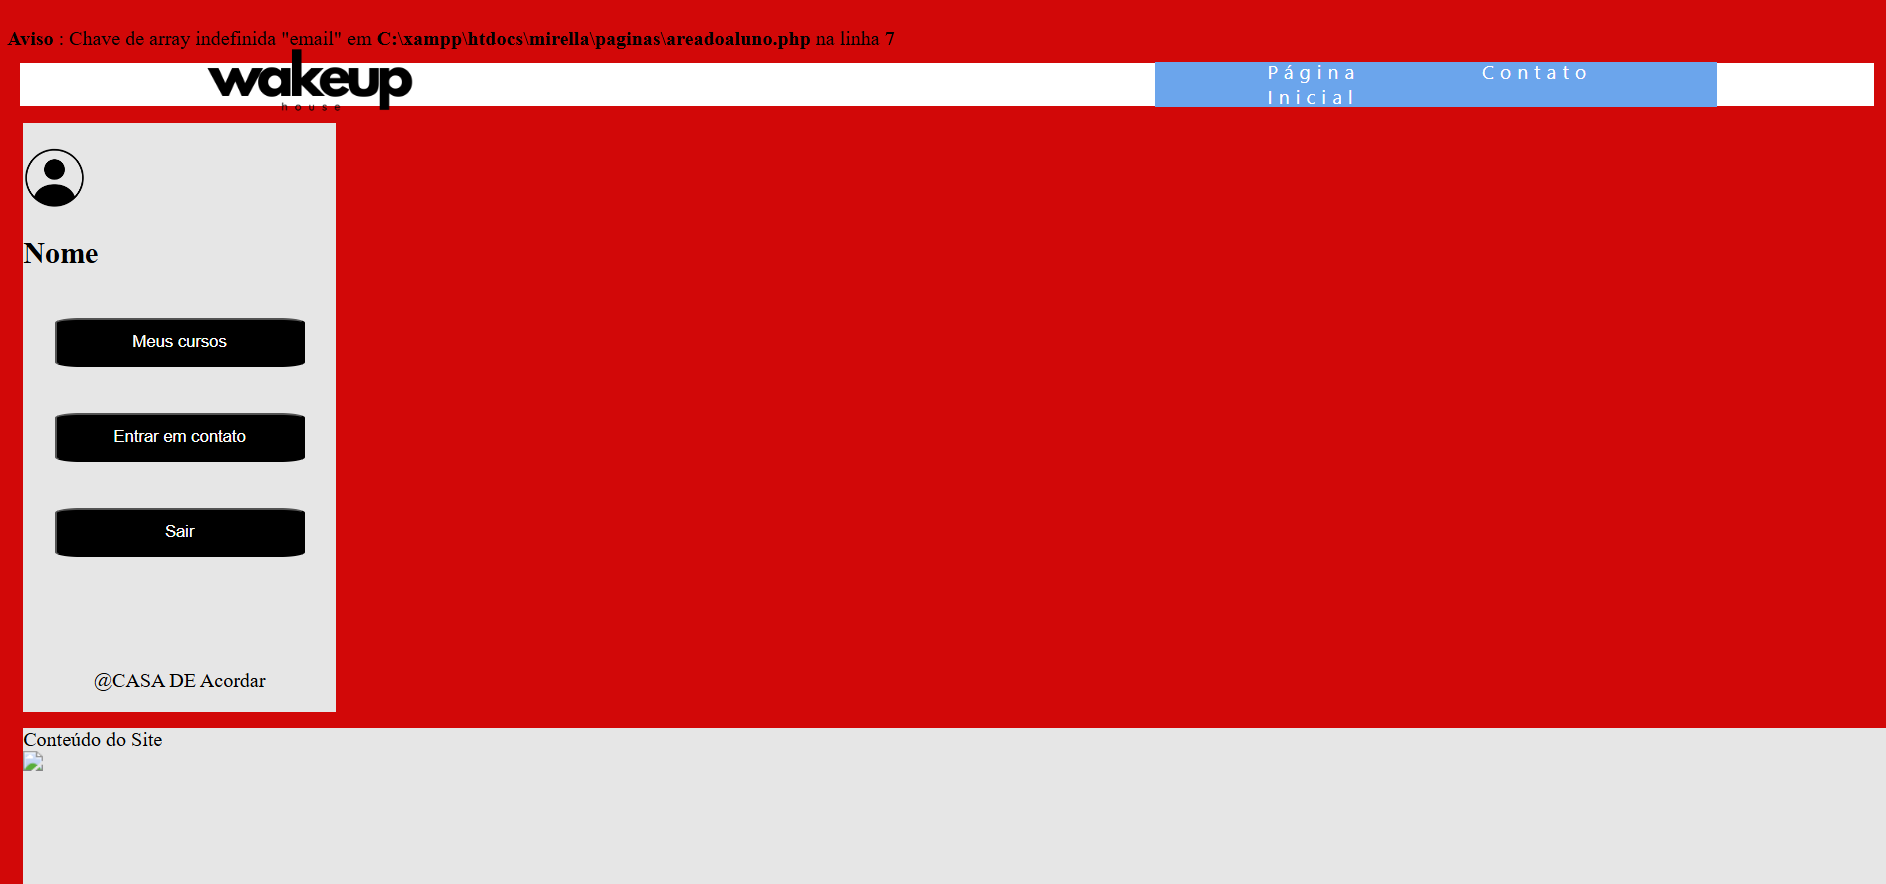 Aviso : Chave de array indefinida "email" em C:\xampp\htdocs\mirella\paginas\areadoaluno.php na linha 7
wakeup
house
Página
Inicial
Contato
Nome
Meus cursos
Entrar em contato
Sair
@CASA DE Acordar
Conteúdo do Site